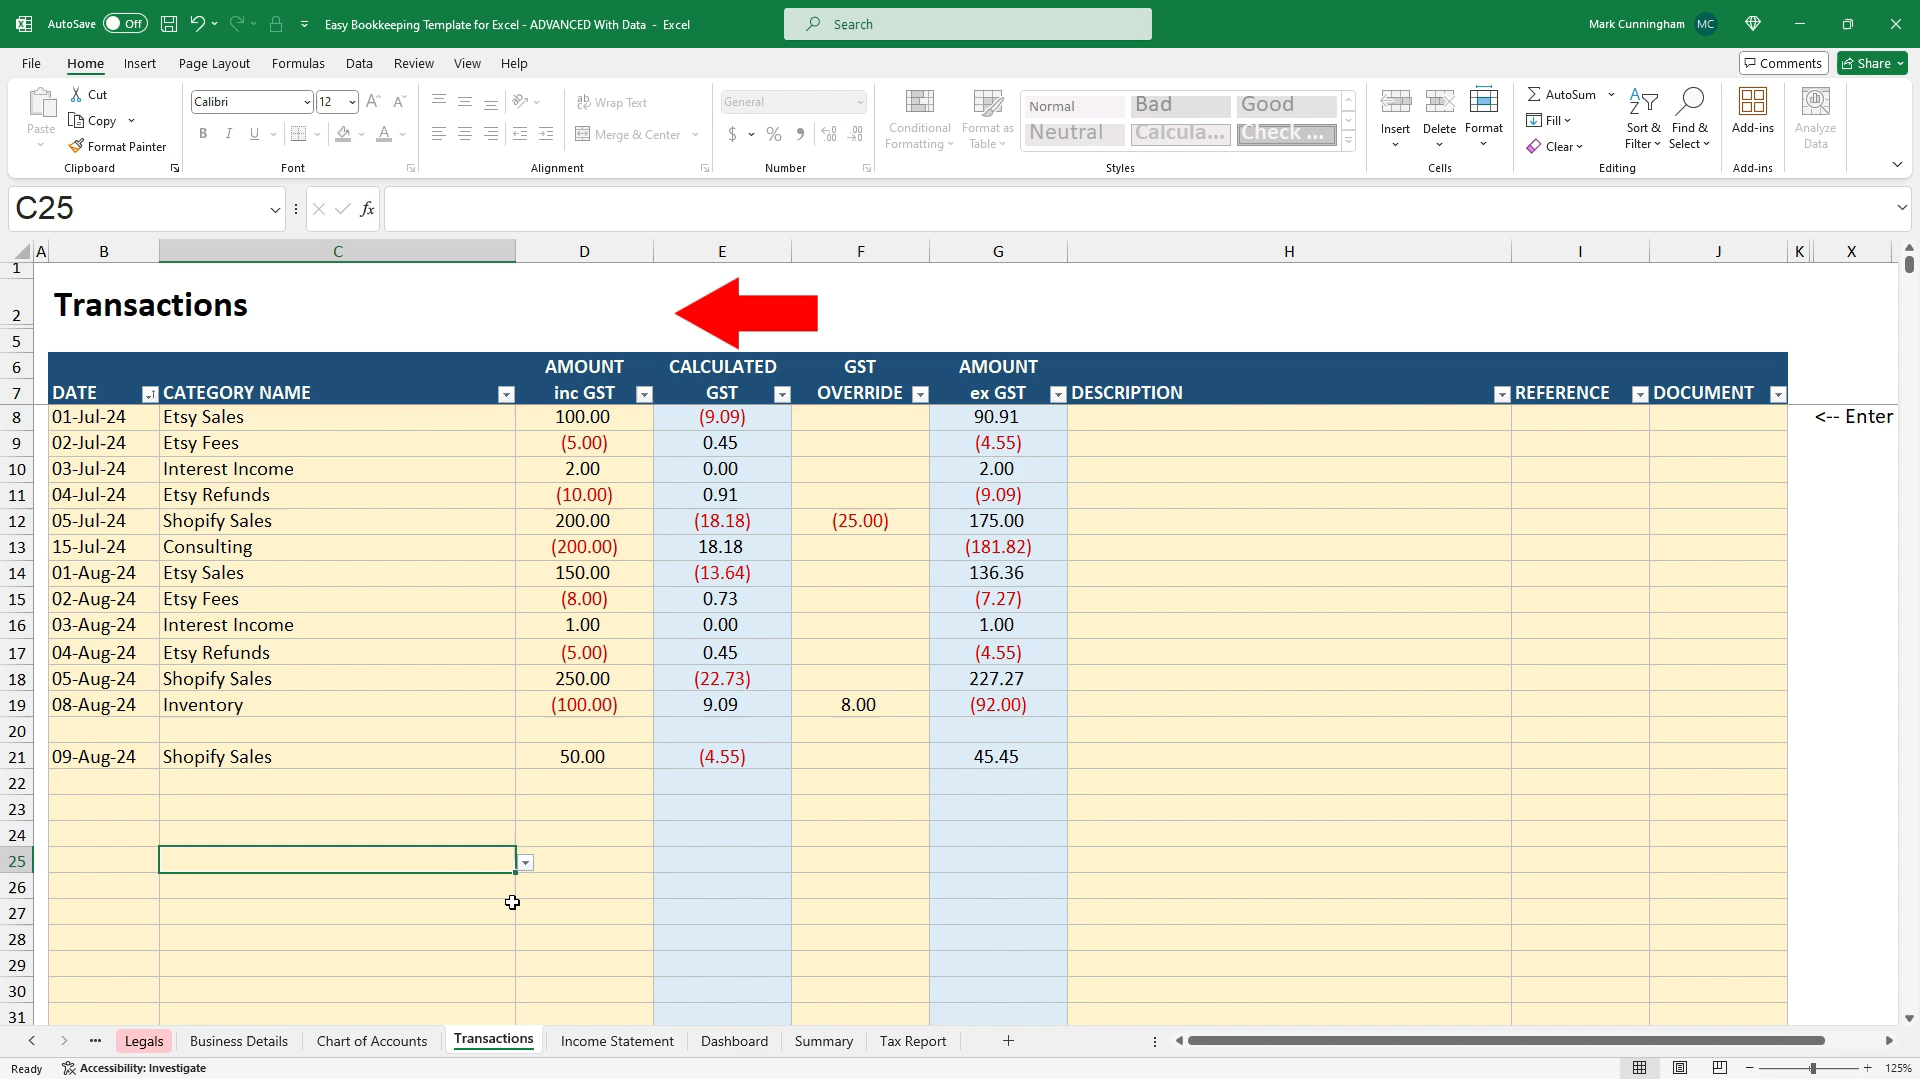 AutoSave Off Easy Bookkeeping Template for Excel - ADVANCED With Data - Excel Search Mark Cunningham MC
File Home Insert Page Layout Formulas Data Review View Help Comments Share
Cut
Copy
Format Painter
Paste
Clipboard
Calibri 12
B I U A
Font
ab Wrap Text
Merge & Center
Alignment
General
$ % ,
Number
Conditional Formatting
Format as Table
Normal Bad Good
Neutral Calcula... Check ...
Styles
Insert Delete Format
Cells
AutoSum
Fill
Clear
Sort & Filter
Find & Select
Editing
Add-ins
Add-ins
Analyze Data
C25 fx
A B C D E F G H I J K X
1
2 Transactions
5
6 AMOUNT CALCULATED GST AMOUNT
7 DATE CATEGORY NAME inc GST GST OVERRIDE ex GST DESCRIPTION REFERENCE DOCUMENT
8 01-Jul-24 Etsy Sales 100.00 (9.09) 90.91 <-- Enter
9 02-Jul-24 Etsy Fees (5.00) 0.45 (4.55)
10 03-Jul-24 Interest Income 2.00 0.00 2.00
11 04-Jul-24 Etsy Refunds (10.00) 0.91 (9.09)
12 05-Jul-24 Shopify Sales 200.00 (18.18) (25.00) 175.00
13 15-Jul-24 Consulting (200.00) 18.18 (181.82)
14 01-Aug-24 Etsy Sales 150.00 (13.64) 136.36
15 02-Aug-24 Etsy Fees (8.00) 0.73 (7.27)
16 03-Aug-24 Interest Income 1.00 0.00 1.00
17 04-Aug-24 Etsy Refunds (5.00) 0.45 (4.55)
18 05-Aug-24 Shopify Sales 250.00 (22.73) 227.27
19 08-Aug-24 Inventory (100.00) 9.09 8.00 (92.00)
20
21 09-Aug-24 Shopify Sales 50.00 (4.55) 45.45
22
23
24
25
26
27
28
29
30
31
Legals Business Details Chart of Accounts Transactions Income Statement Dashboard Summary Tax Report
Ready Accessibility: Investigate 125%